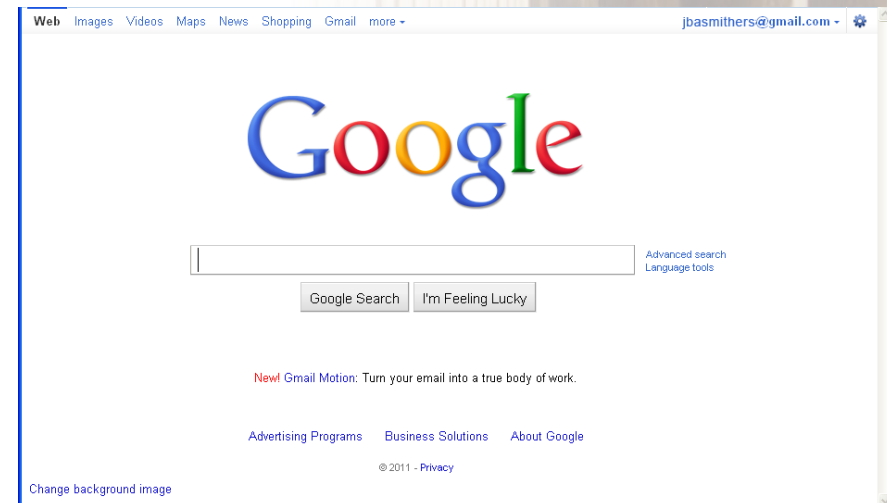 Web Images Videos Maps News Shopping Gmail more
jbasmithers@gmail.com
Google
Advanced search
Language tools
Google Search I'm Feeling Lucky
New! Gmail Motion: Turn your email into a true body of work.
Advertising Programs Business Solutions About Google
© 2011 - Privacy
Change background image